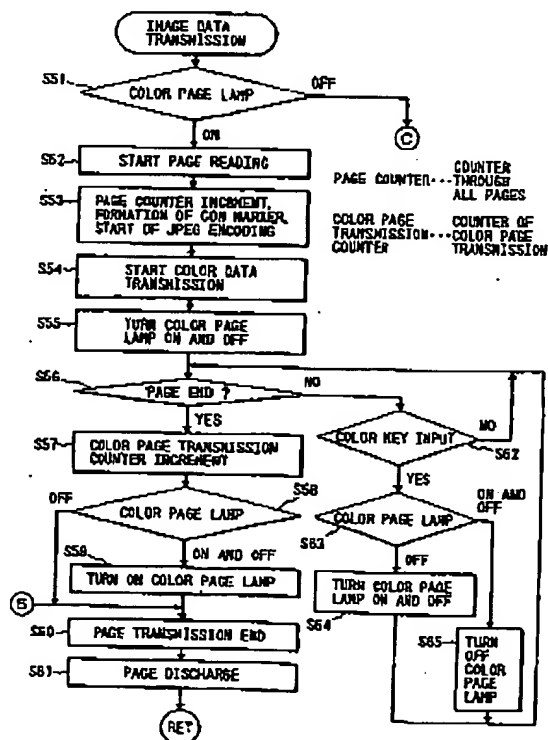 IMAGE DATA
TRANSMISSION
S51
COLOR PAGE LAMP
OFF
C
ON
S52
START PAGE READING
S53
PAGE COUNTER INCREMENT,
FORMATION OF COM MARKER,
START OF JPEG ENCODING
PAGE COUNTER...
COUNTER
THROUGH
ALL PAGES
COLOR PAGE
TRANSMISSION...
COUNTER
COUNTER OF
COLOR PAGE
TRANSMISSION
S54
START COLOR DATA
TRANSMISSION
S55
TURN COLOR PAGE
LAMP ON AND OFF
S56
PAGE END ?
NO
YES
S57
COLOR PAGE TRANSMISSION
COUNTER INCREMENT
COLOR KEY INPUT
NO
S62
YES
OFF
COLOR PAGE LAMP
S58
S63
COLOR PAGE LAMP
ON AND
OFF
S59
ON AND OFF
TURN ON COLOR PAGE LAMP
OFF
TURN COLOR PAGE
LAMP ON AND OFF
S64
S60
PAGE TRANSMISSION END
S65
TURN
OFF
COLOR
PAGE
LAMP
S61
PAGE DISCHARGE
RET